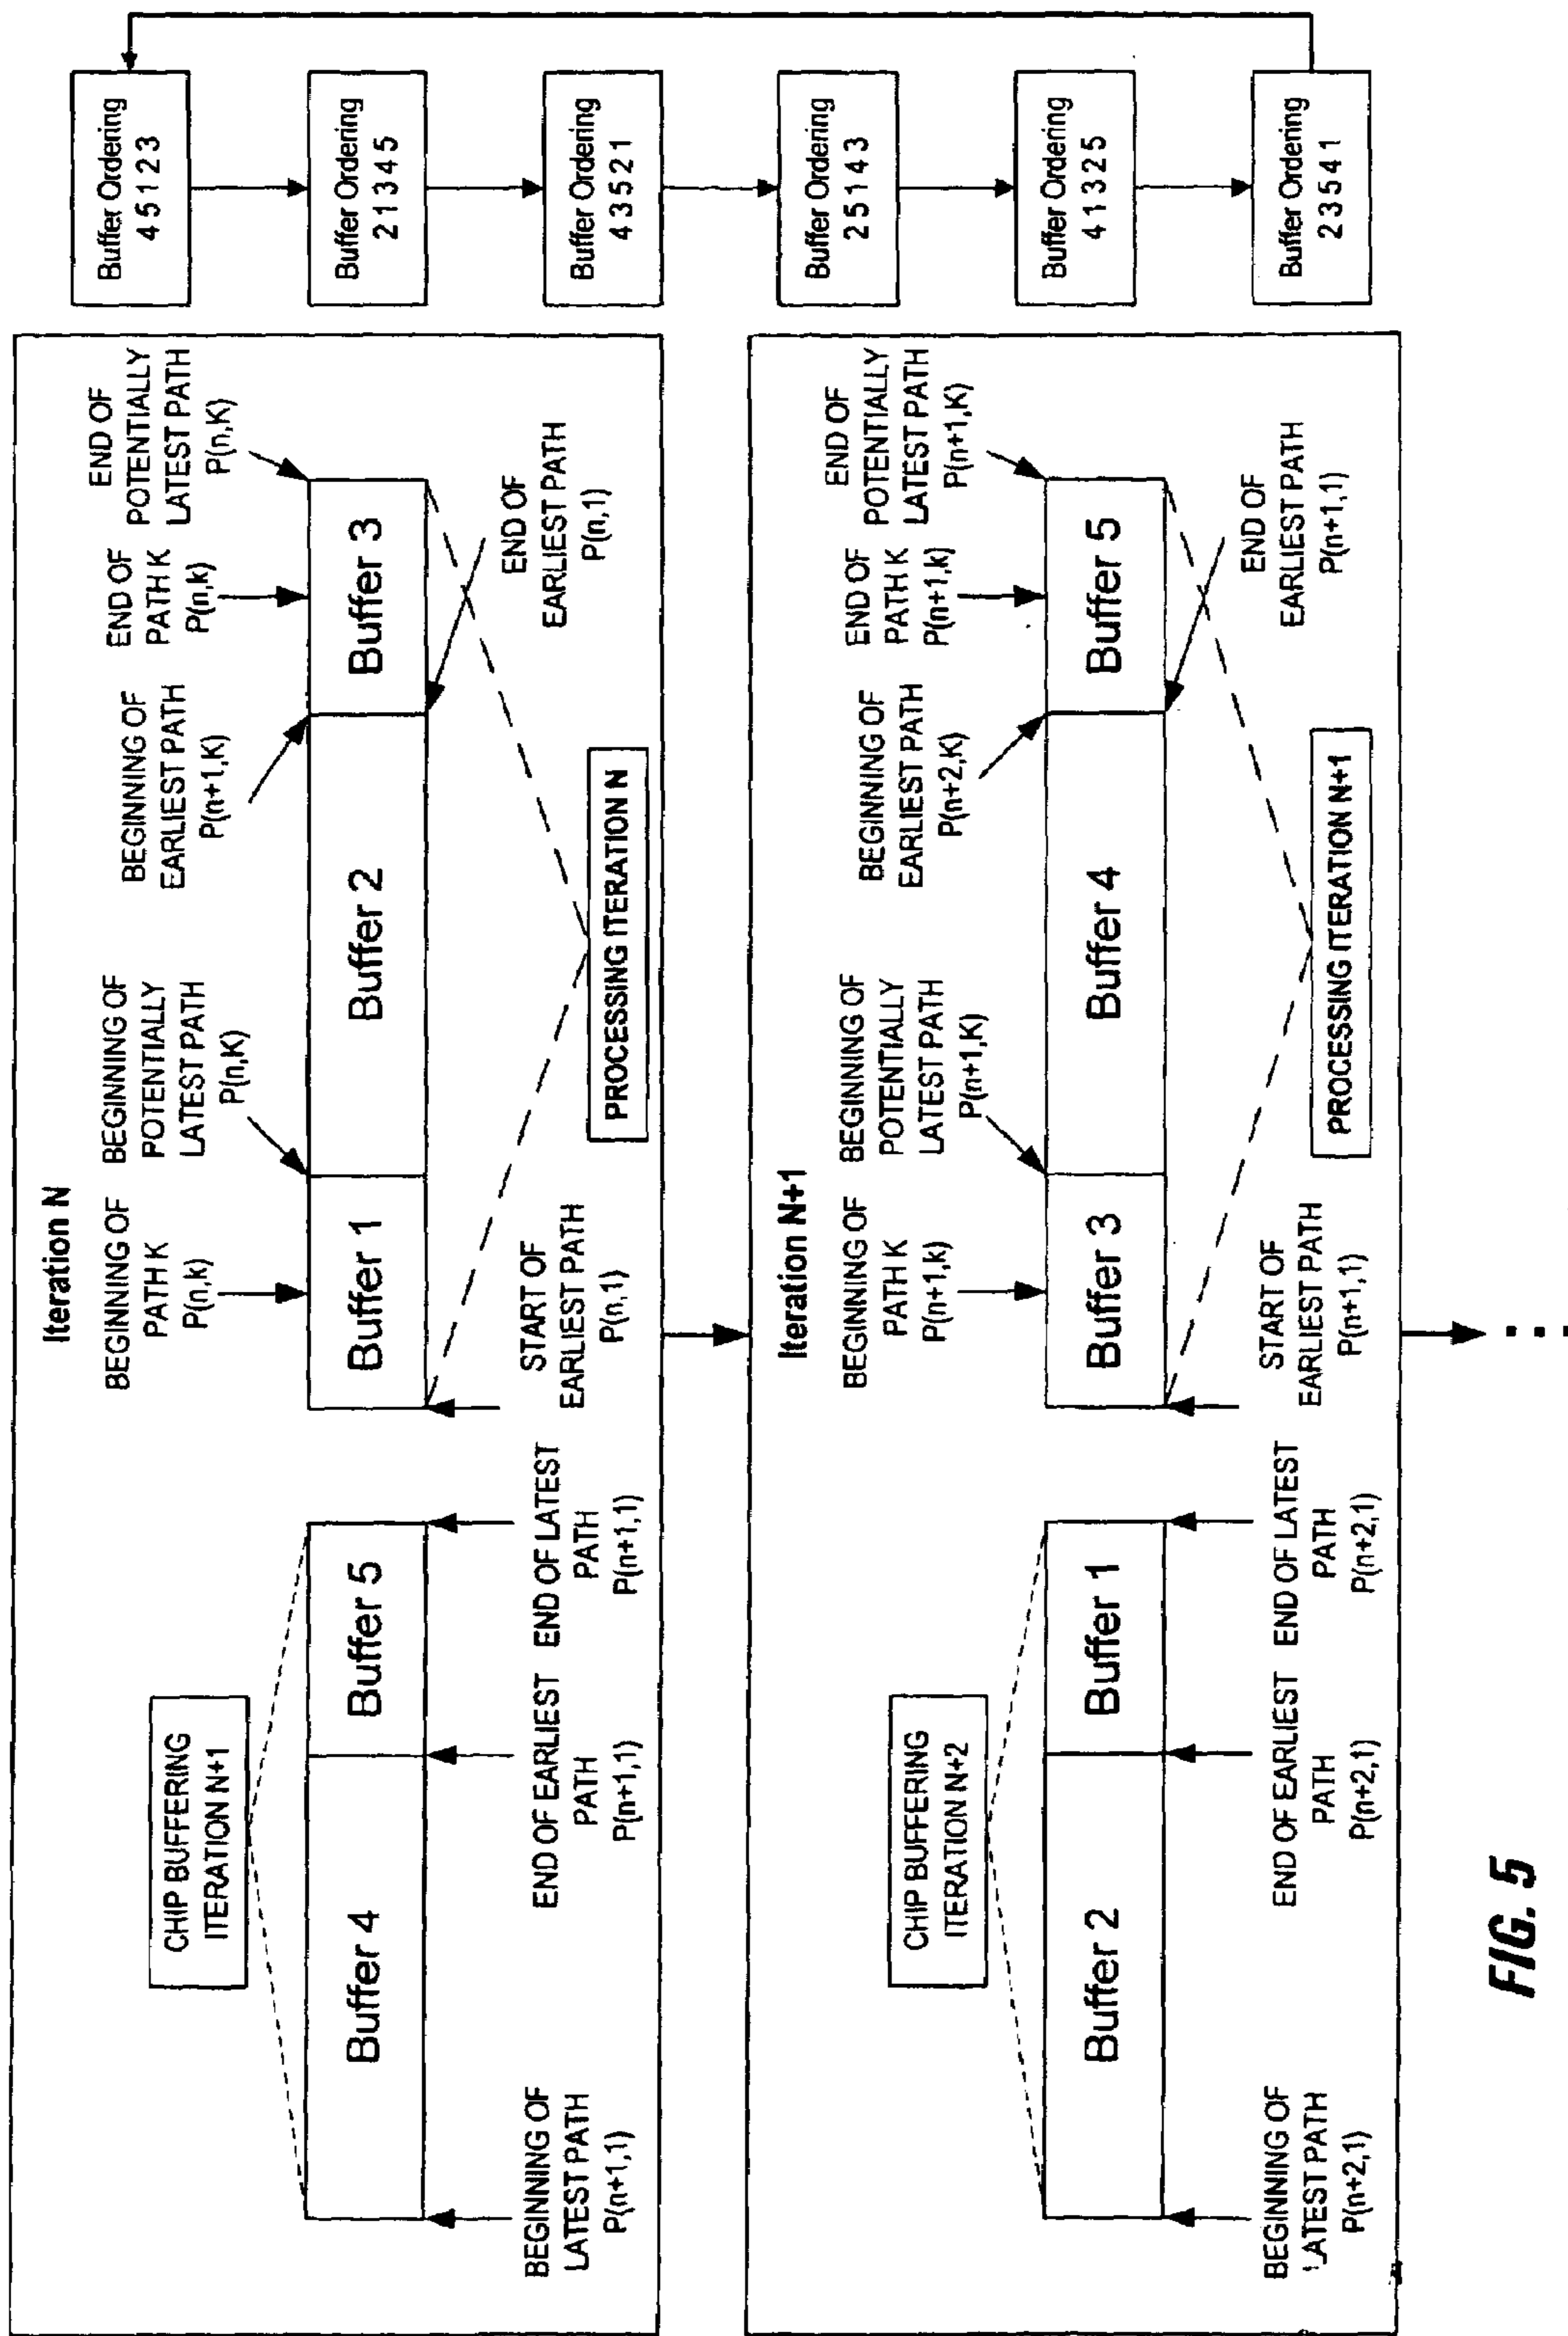 Iteration N
CHIP BUFFERING
ITERATION N+1
Buffer 4
Buffer 5
BEGINNING OF
LATEST PATH
P(n+1,1)
END OF EARLIEST
PATH
P(n+1,1)
END OF LATEST
PATH
P(n+1,1)
BEGINNING OF
PATH K
P(n,k)
BEGINNING OF
POTENTIALLY
LATEST PATH
P(n,K)
BEGINNING OF
EARLIEST PATH
P(n+1,K)
END OF
PATH K
P(n,k)
END OF
POTENTIALLY
LATEST PATH
P(n,K)
Buffer 1
Buffer 2
Buffer 3
START OF
EARLIEST PATH
P(n,1)
END OF
EARLIEST PATH
P(n,1)
PROCESSING ITERATION N
Iteration N+1
CHIP BUFFERING
ITERATION N+2
Buffer 2
Buffer 1
BEGINNING OF
LATEST PATH
P(n+2,1)
END OF EARLIEST
PATH
P(n+2,1)
END OF LATEST
PATH
P(n+2,1)
BEGINNING OF
PATH K
P(n+1,k)
BEGINNING OF
POTENTIALLY
LATEST PATH
P(n+1,K)
BEGINNING OF
EARLIEST PATH
P(n+2,K)
END OF
PATH K
P(n+1,k)
END OF
POTENTIALLY
LATEST PATH
P(n+1,K)
Buffer 3
Buffer 4
Buffer 5
START OF
EARLIEST PATH
P(n+1,1)
END OF
EARLIEST PATH
P(n+1,1)
PROCESSING ITERATION N+1
Buffer Ordering
4 5 1 2 3
Buffer Ordering
2 1 3 4 5
Buffer Ordering
4 3 5 2 1
Buffer Ordering
2 5 1 4 3
Buffer Ordering
4 1 3 2 5
Buffer Ordering
2 3 5 4 1
FIG. 5